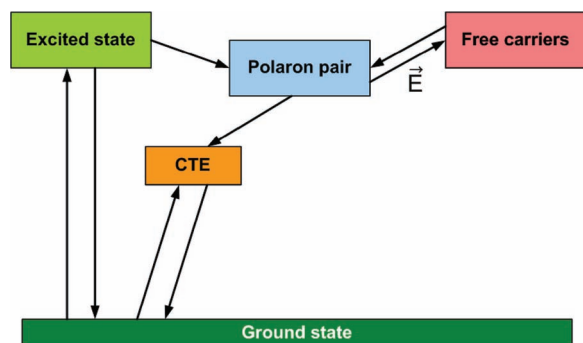 Excited state
Polaron pair
Free carriers
E
CTE
Ground state